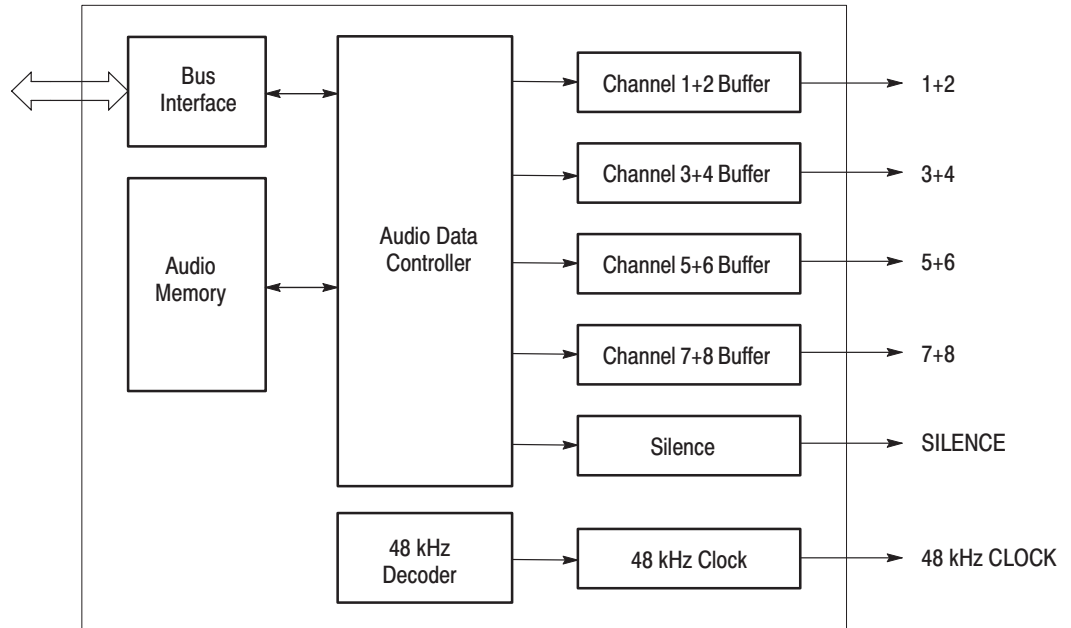 Bus
Interface
Channel 1+2 Buffer
1+2
Channel 3+4 Buffer
3+4
Audio
Memory
Audio Data
Controller
Channel 5+6 Buffer
5+6
Channel 7+8 Buffer
7+8
Silence
SILENCE
48 kHz
Decoder
48 kHz Clock
48 kHz CLOCK